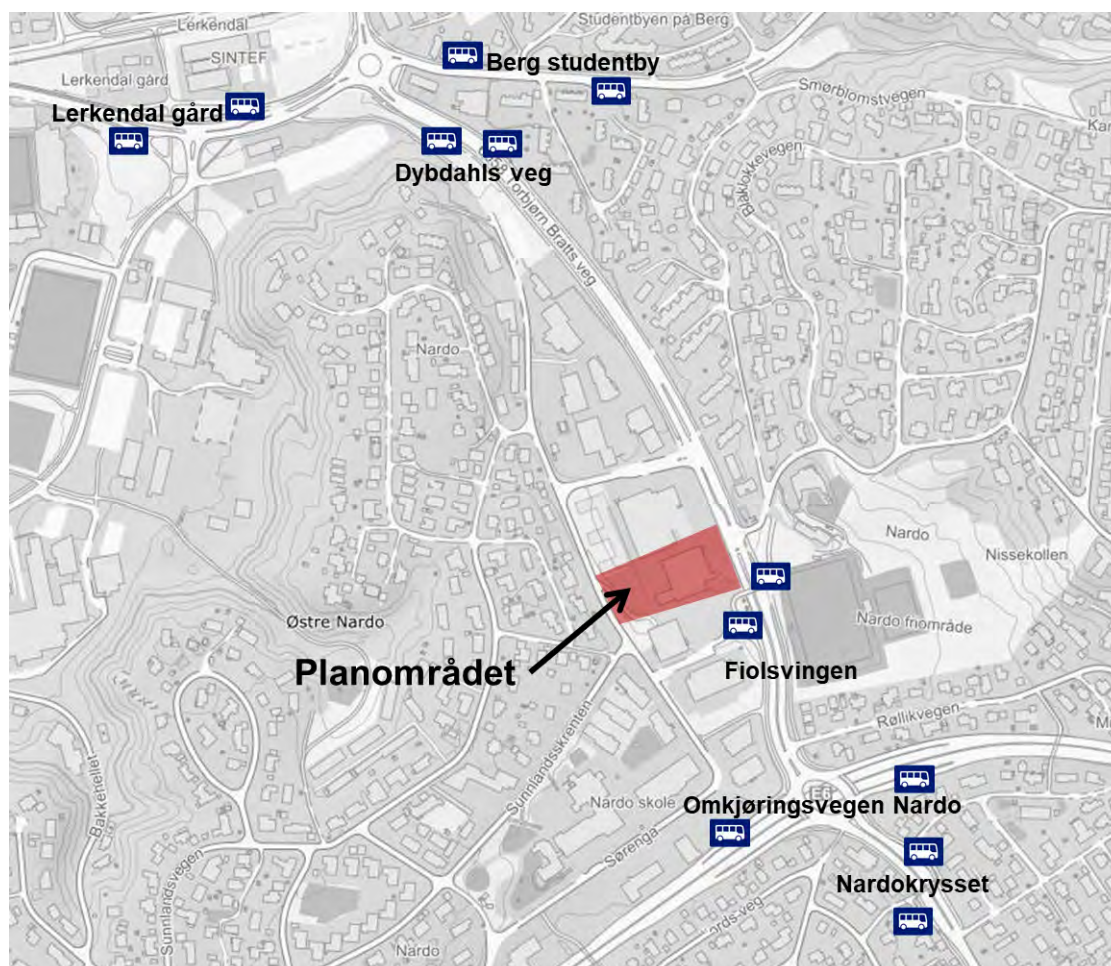 Lerkendal
Studentbyen på Berg
SINTEF
Berg studentby
Lerkendal gård
Smørblomstvegen
Lerkendal gård
Dybdahls veg
Torbjørn Bratts veg
Blåklokkevegen
Nardo
Nardo
Nissekollen
Østre Nardo
Nardo friområde
Planområdet
Fiolsvingen
Røllikvegen
Bakkehellet
Sunnlandsskrenten
E6
Nardo skole
Omkjøringsvegen Nardo
Sørenga
Sunnlandsvegen
Nardokrysset
Nardo